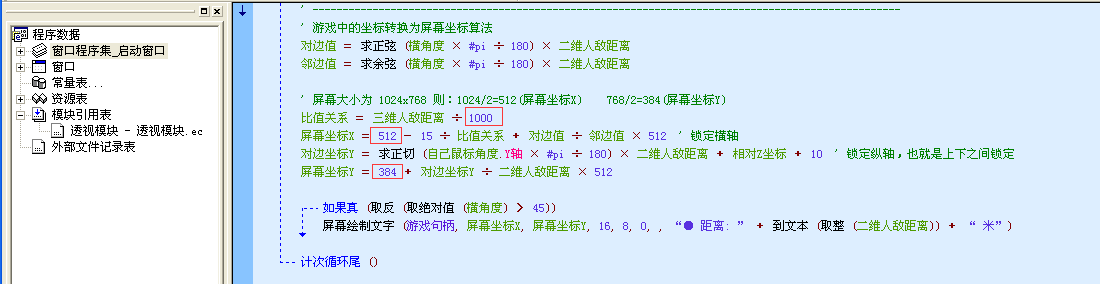 程序数据
窗口程序集_启动窗口
窗口
常量表...
资源表
模块引用表
透视模块 - 透视模块.ec
外部文件记录表
' 游戏中的坐标转换为屏幕坐标算法
对边值 = 求正弦 (横角度 × #pi ÷ 180) × 二维人敌距离
邻边值 = 求余弦 (横角度 × #pi ÷ 180) × 二维人敌距离
' 屏幕大小为 1024x768 则：1024/2=512(屏幕坐标X) 768/2=384(屏幕坐标Y)
比值关系 = 三维人敌距离 ÷ 1000
屏幕坐标X = 512 - 15 ÷ 比值关系 + 对边值 ÷ 邻边值 × 512 ' 锁定横轴
对边坐标Y = 求正切 (自己鼠标角度.Y轴 × #pi ÷ 180) × 二维人敌距离 + 相对Z坐标 + 10 ' 锁定纵轴，也就是上下之间锁定
屏幕坐标Y = 384 + 对边坐标Y ÷ 二维人敌距离 × 512
如果真 (取反 (取绝对值 (横角度) > 45))
屏幕绘制文字 (游戏句柄, 屏幕坐标X, 屏幕坐标Y, 16, 8, 0, , “● 距离: ” + 到文本 (取整 (二维人敌距离)) + “ 米”)
计次循环尾 ()